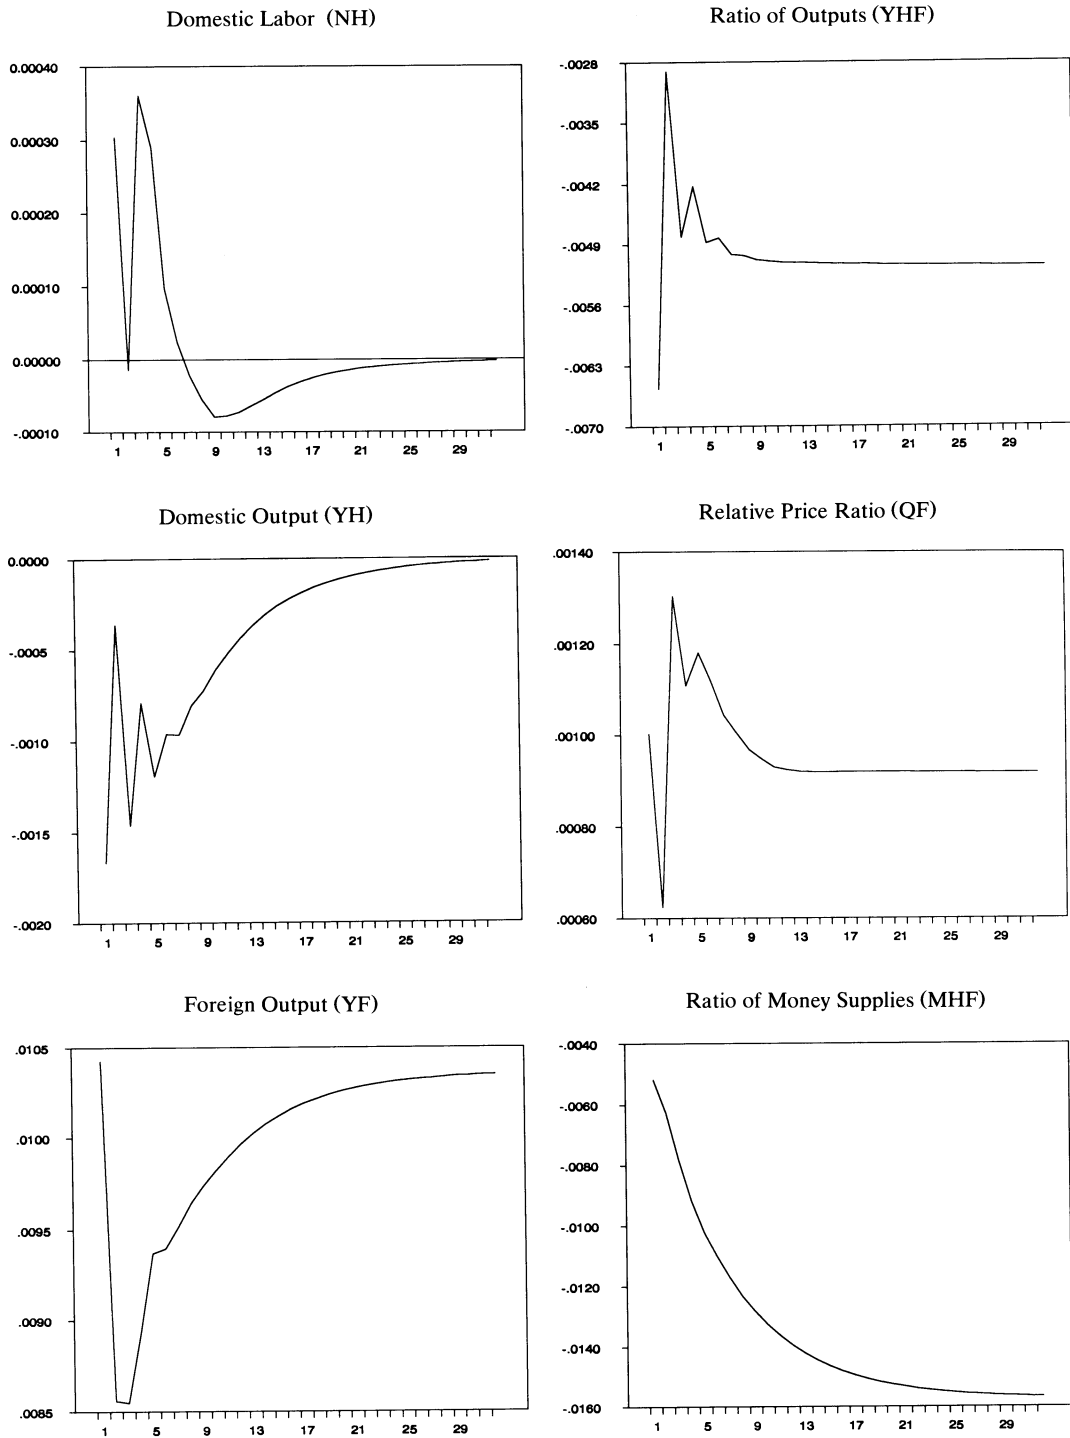 Domestic Labor (NH)
0.00040
0.00030
0.00020
0.00010
0.00000
-.00010
1 5 9 13 17 21 25 29
Ratio of Outputs (YHF)
-.0028
-.0035
-.0042
-.0049
-.0056
-.0063
-.0070
1 5 9 13 17 21 25 29
Domestic Output (YH)
0.0000
-.0005
-.0010
-.0015
-.0020
1 5 9 13 17 21 25 29
Relative Price Ratio (QF)
.00140
.00120
.00100
.00080
.00060
1 5 9 13 17 21 25 29
Foreign Output (YF)
.0105
.0100
.0095
.0090
.0085
1 5 9 13 17 21 25 29
Ratio of Money Supplies (MHF)
-.0040
-.0060
-.0080
-.0100
-.0120
-.0140
-.0160
1 5 9 13 17 21 25 29